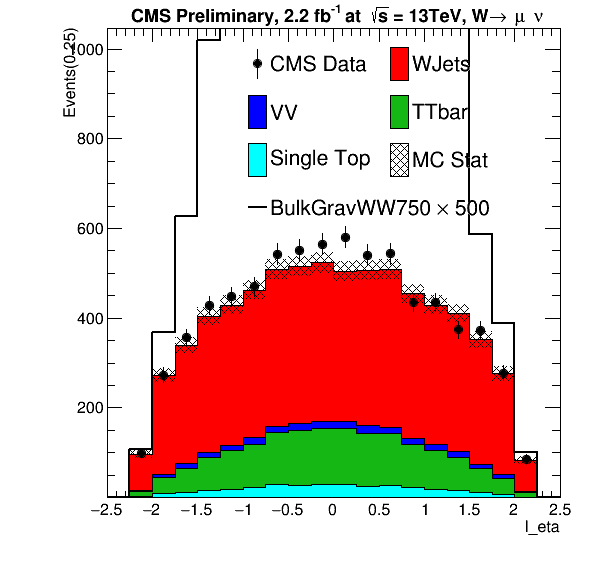 CMS Preliminary, 2.2 fb⁻¹ at √s = 13TeV, W→ μ ν
Events(0.25)
1000
800
600
400
200
CMS Data
WJets
VV
TTbar
Single Top
MC Stat
BulkGravWW750 × 500
−2.5 −2 −1.5 −1 −0.5 0 0.5 1 1.5 2 2.5
l_eta